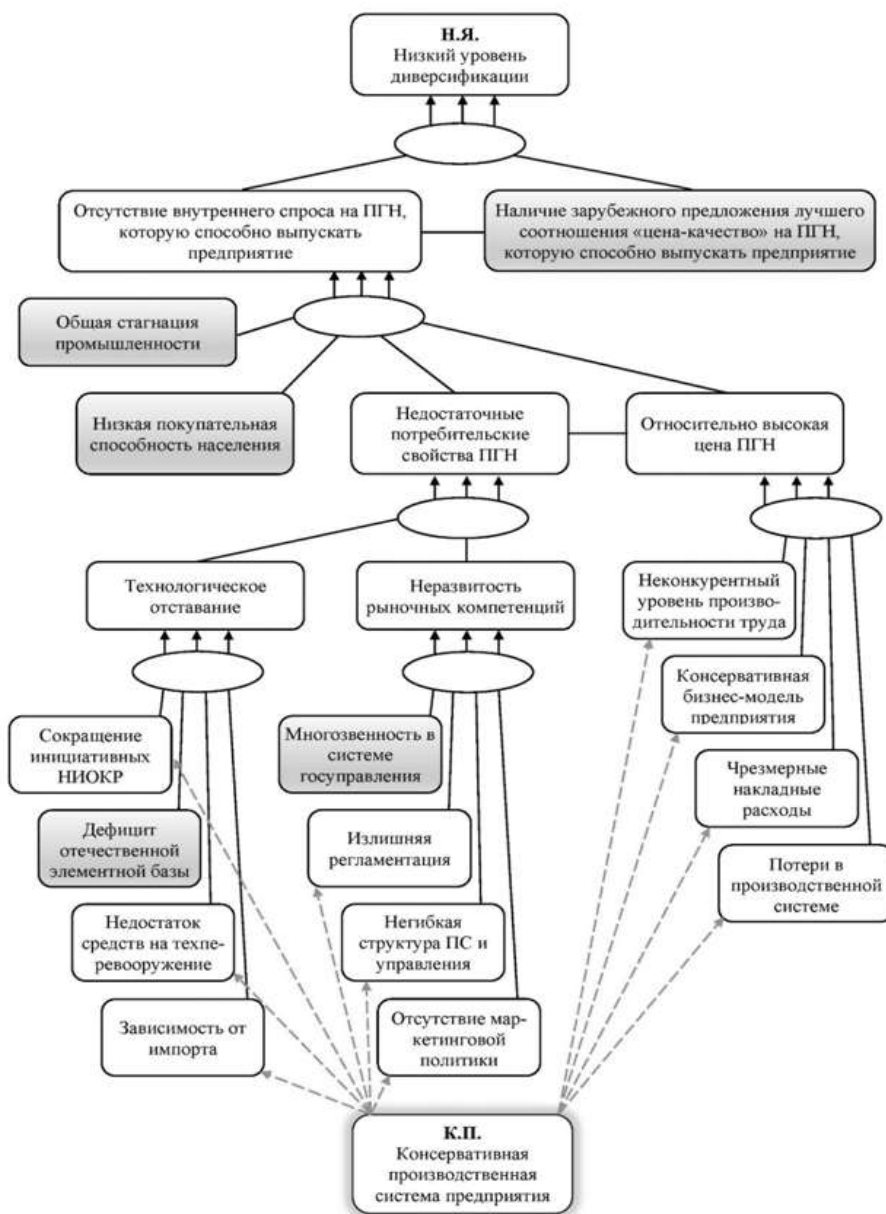 Н.Я.
Низкий уровень
диверсификации
Отсутствие внутреннего спроса на ПГН,
которую способно выпускать
предприятие
Наличие зарубежного предложения лучшего
соотношения «цена-качество» на ПГН,
которую способно выпускать предприятие
Общая стагнация
промышленности
Низкая покупательная
способность населения
Недостаточные
потребительские
свойства ПГН
Относительно высокая
цена ПГН
Технологическое
отставание
Неразвитость
рыночных компетенций
Неконкурентный
уровень произво-
дительности труда
Сокращение
инициативных
НИОКР
Многозвенность в
системе
госуправления
Консервативная
бизнес-модель
предприятия
Дефицит
отечественной
элементной базы
Излишняя
регламентация
Чрезмерные
накладные
расходы
Недостаток
средств на техпе-
ревооружение
Негибкая
структура ПС и
управления
Потери в
производственной
системе
Зависимость от
импорта
Отсутствие мар-
кетинговой
политики
К.П.
Консервативная
производственная
система предприятия